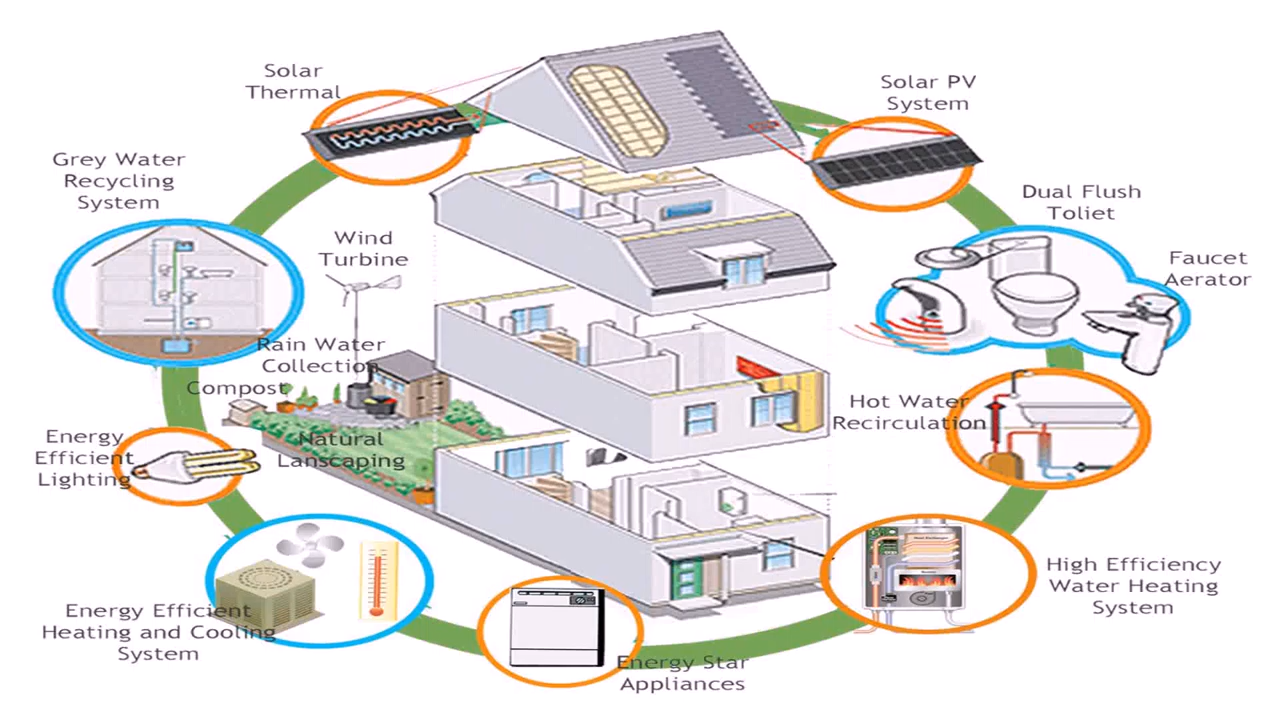 Solar
Thermal
Solar PV
System
Grey Water
Recycling
System
Dual Flush
Toliet
Wind
Turbine
Faucet
Aerator
Rain Water
Collection
Compost
Hot Water
Recirculation
Natural
Lanscaping
Energy
Efficient
Lighting
High Efficiency
Water Heating
System
Energy Efficient
Heating and Cooling
System
Energy Star
Appliances